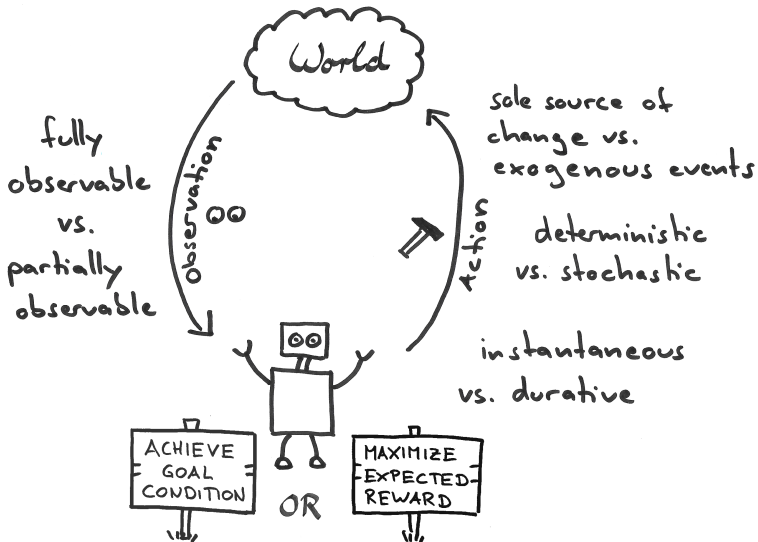 World
fully
observable
vs.
partially
observable
Observation
Action
sole source of
change vs.
exogenous events
deterministic
vs. stochastic
instantaneous
vs. durative
ACHIEVE
GOAL
CONDITION
OR
MAXIMIZE
EXPECTED
REWARD